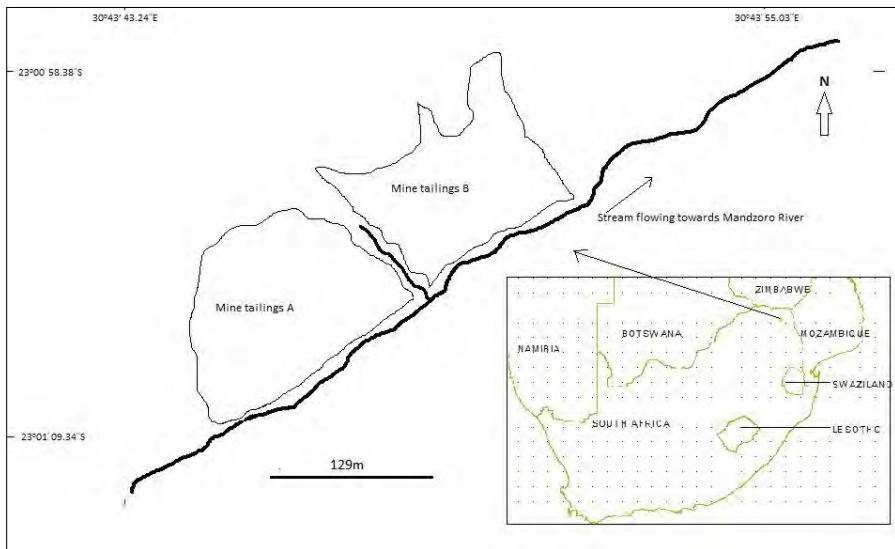 30°43´43.24¨E
30°43´55.03¨E
23°00´58.38¨S
N
Mine tailings B
Stream flowing towards Mandzoro River
Mine tailings A
ZIMBABWE
BOTSWANA
MOZAMBIQUE
NAMIRIA
SWAZILAND
SOUTH AFRICA
LESOTHO
23°01´09.34¨S
129m